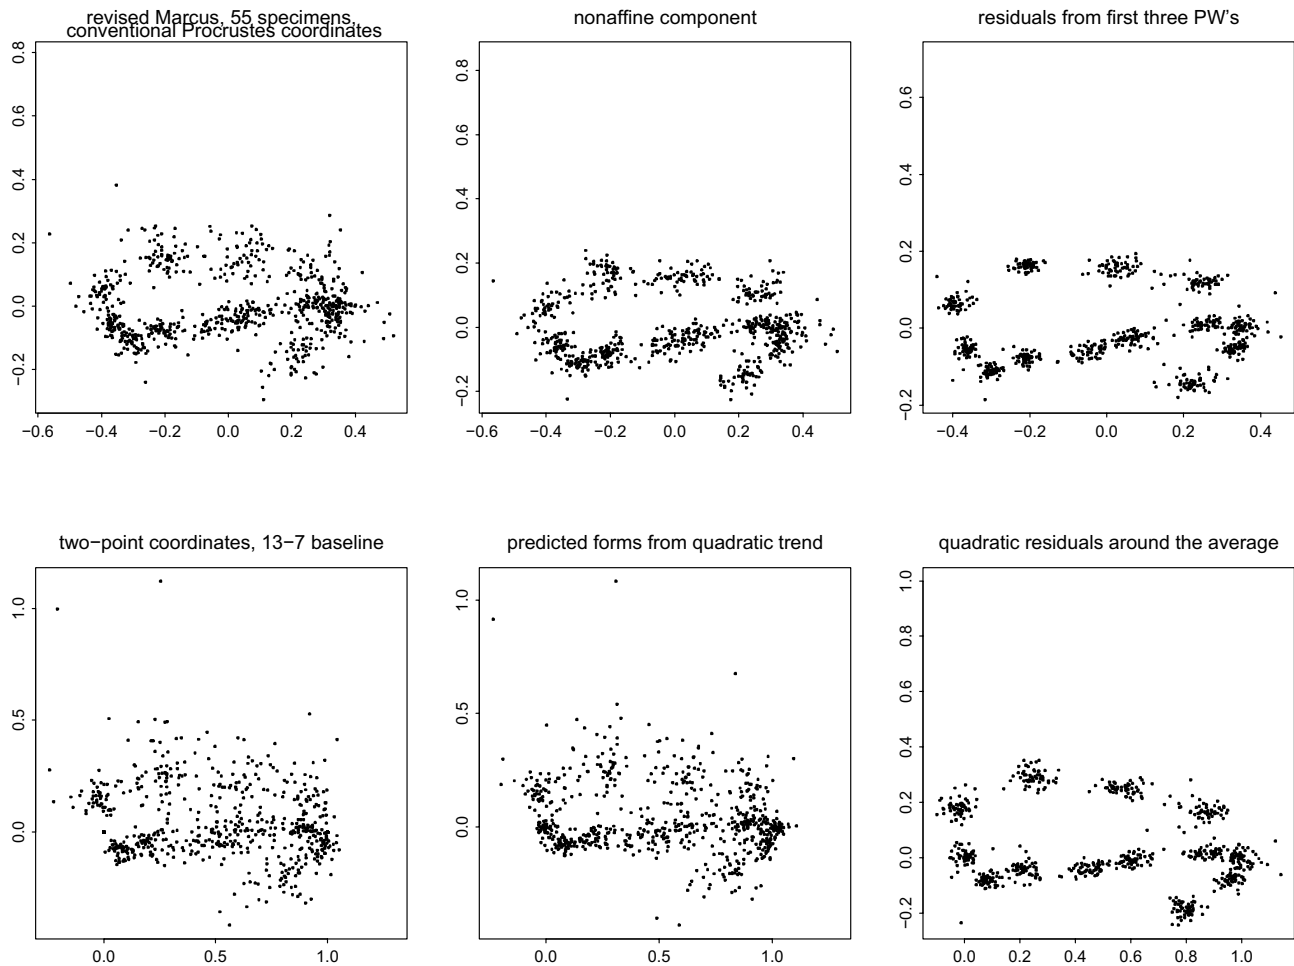 revised Marcus, 55 specimens,
conventional Procrustes coordinates
nonaffine component
residuals from first three PW's
0.8
0.6
0.4
0.2
0.0
−0.2
−0.6 −0.4 −0.2 0.0 0.2 0.4
0.8
0.6
0.4
0.2
0.0
−0.2
−0.6 −0.4 −0.2 0.0 0.2 0.4
0.6
0.4
0.2
0.0
−0.2
−0.4 −0.2 0.0 0.2 0.4
two−point coordinates, 13−7 baseline
predicted forms from quadratic trend
quadratic residuals around the average
1.0
0.5
0.0
0.0 0.5 1.0
1.0
0.5
0.0
0.0 0.5 1.0
1.0
0.8
0.6
0.4
0.2
0.0
−0.2
0.0 0.2 0.4 0.6 0.8 1.0